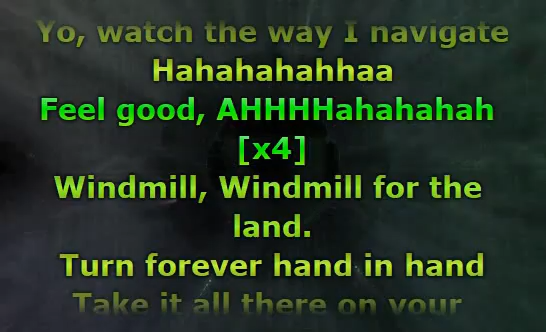 Yo, watch the way I navigate
Hahahahahhaa
Feel good, AHHHHahahahah
[x4]
Windmill, Windmill for the
land.
Turn forever hand in hand
Take it all there on your